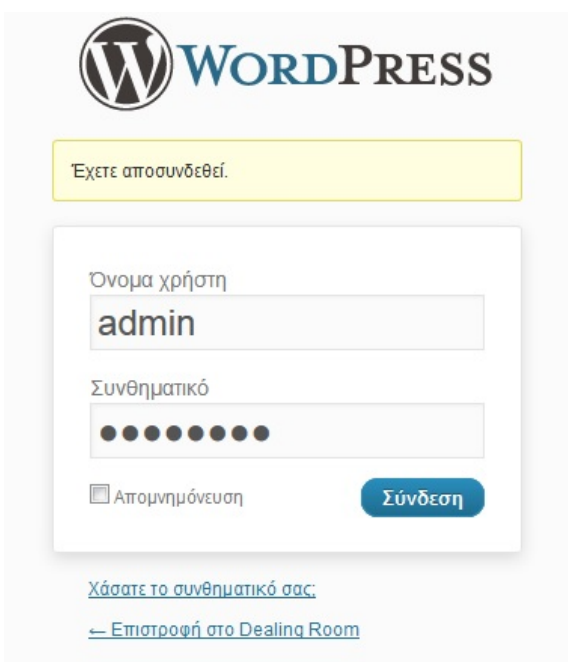 WORDPRESS
Έχετε αποσυνδεθεί.
Όνομα χρήστη
admin
Συνθηματικό
●●●●●●●●
Απομνημόνευση
Σύνδεση
Χάσατε το συνθηματικό σας;
← Επιστροφή στο Dealing Room